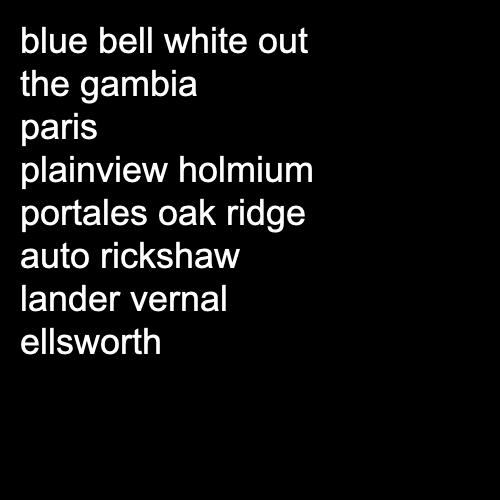 blue bell white out
the gambia
paris
plainview holmium
portales oak ridge
auto rickshaw
lander vernal
ellsworth